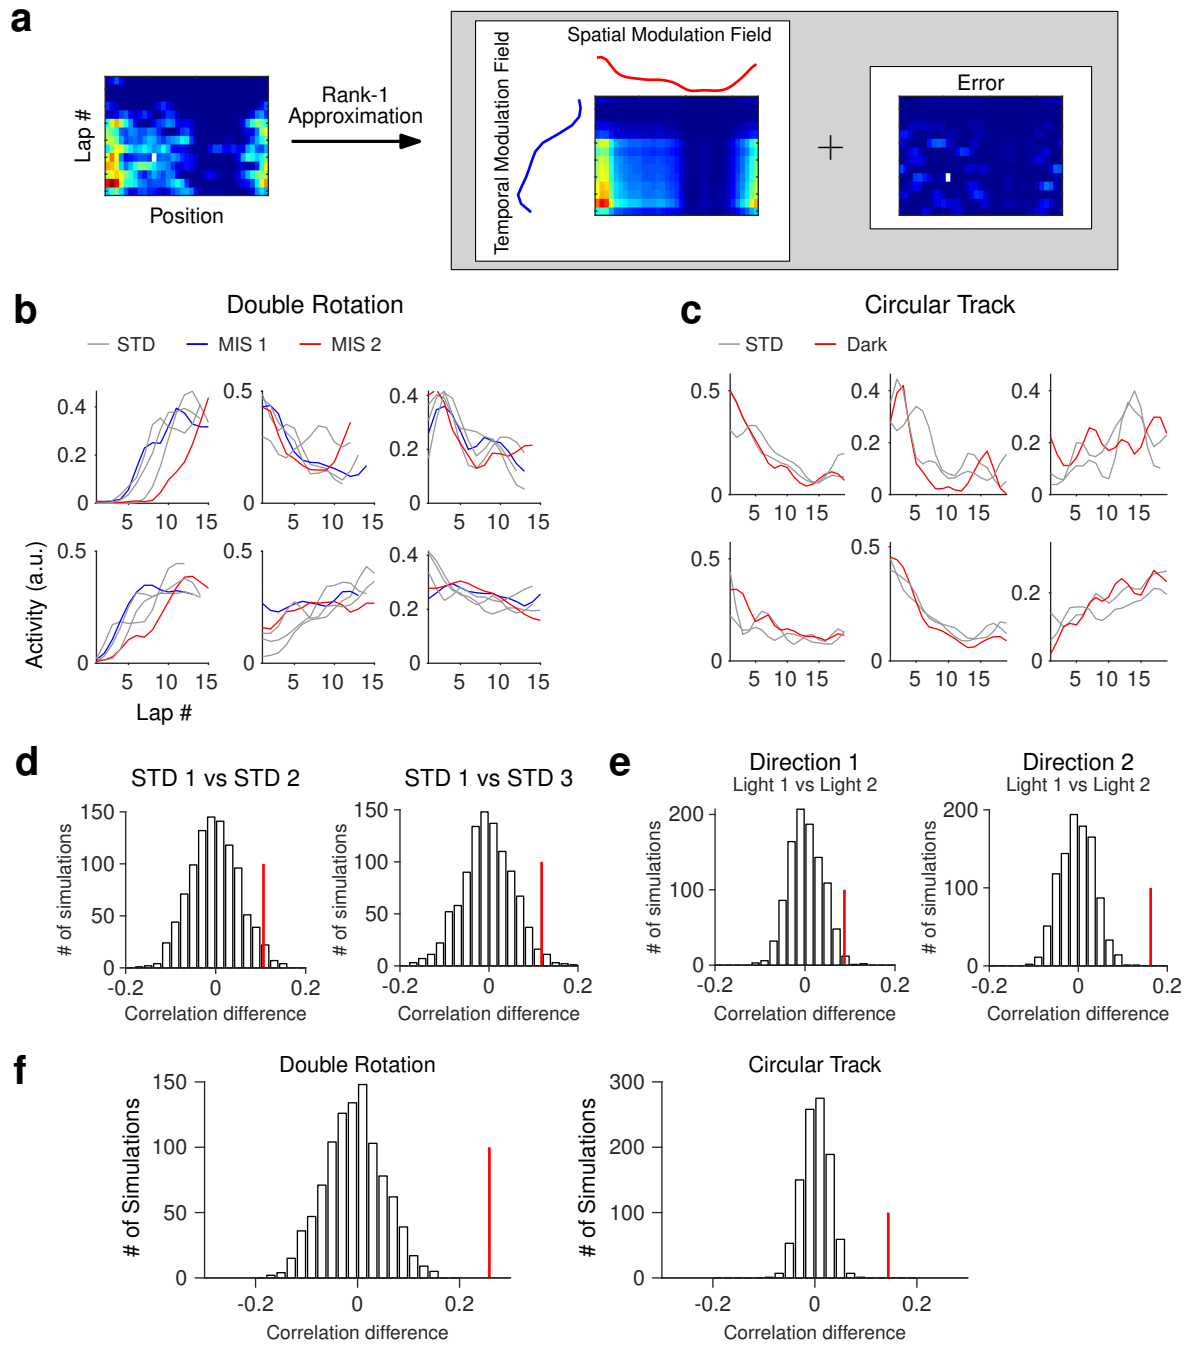 a
Lap #
Position
Rank-1
Approximation
Temporal Modulation Field
Spatial Modulation Field
+
Error
b
Double Rotation
STD
MIS 1
MIS 2
0.4
0.2
0
5
10
15
0.5
0
5
10
15
0.4
0.2
0
5
10
15
0.5
0
5
10
15
0.5
0
5
10
15
0.4
0.2
0
5
10
15
Activity (a.u.)
Lap #
c
Circular Track
STD
Dark
0.5
0
5
10
15
0.4
0.2
0
5
10
15
0.4
0.2
0
5
10
15
0.5
0
5
10
15
0.5
0
5
10
15
0.2
0
5
10
15
d
STD 1 vs STD 2
# of simulations
150
100
50
0
-0.2
0
0.2
Correlation difference
STD 1 vs STD 3
# of simulations
150
100
50
0
-0.2
0
0.2
Correlation difference
e
Direction 1
Light 1 vs Light 2
# of simulations
200
100
0
-0.2
0
0.2
Correlation difference
Direction 2
Light 1 vs Light 2
# of simulations
200
100
0
-0.2
0
0.2
Correlation difference
f
Double Rotation
# of Simulations
150
100
50
0
-0.2
0
0.2
Correlation difference
Circular Track
# of Simulations
300
200
100
0
-0.2
0
0.2
Correlation difference